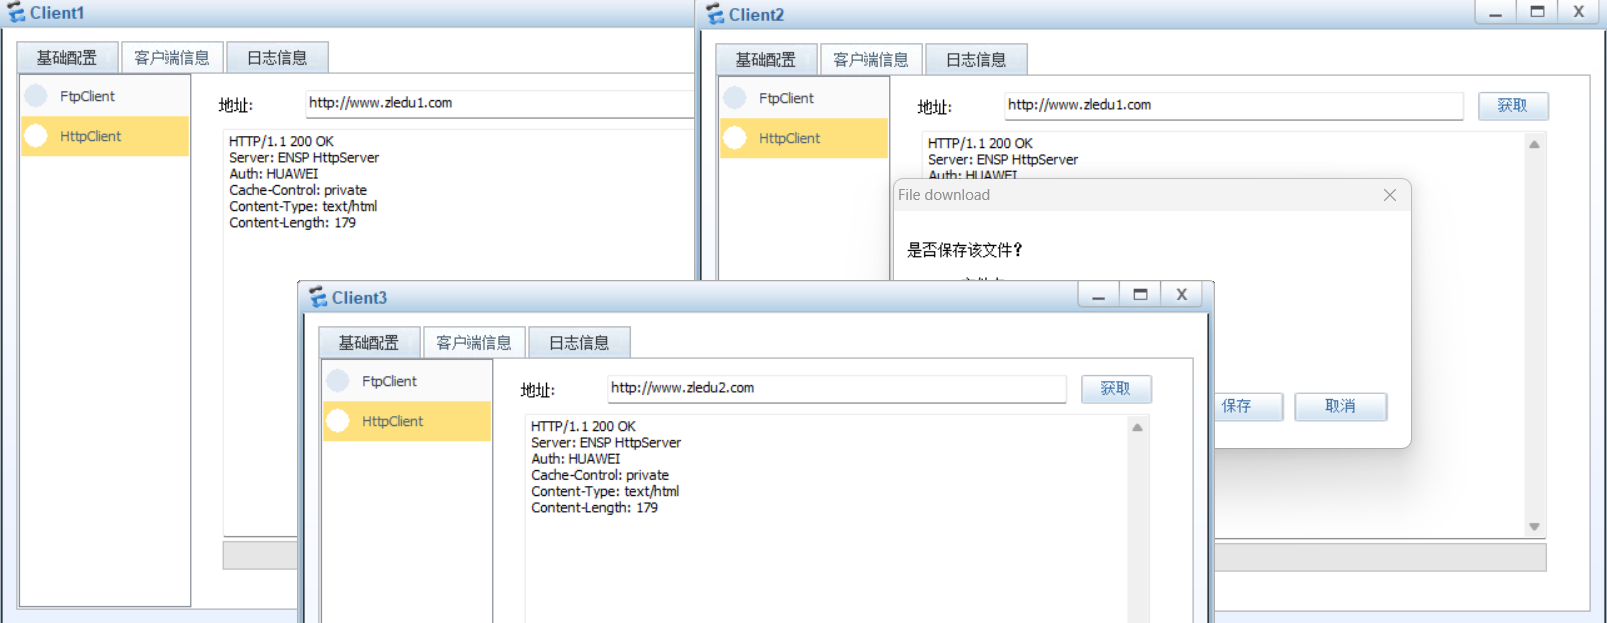 Client1
基础配置 客户端信息 日志信息
FtpClient
HttpClient
地址: http://www.zledu1.com
HTTP/1.1 200 OK
Server: ENSP HttpServer
Auth: HUAWEI
Cache-Control: private
Content-Type: text/html
Content-Length: 179
Client2
X
基础配置 客户端信息 日志信息
FtpClient
HttpClient
地址: http://www.zledu1.com 获取
HTTP/1.1 200 OK
Server: ENSP HttpServer
Auth: HUAWEI
File download
是否保存该文件?
保存 取消
Client3
X
基础配置 客户端信息 日志信息
FtpClient
HttpClient
地址: http://www.zledu2.com 获取
HTTP/1.1 200 OK
Server: ENSP HttpServer
Auth: HUAWEI
Cache-Control: private
Content-Type: text/html
Content-Length: 179